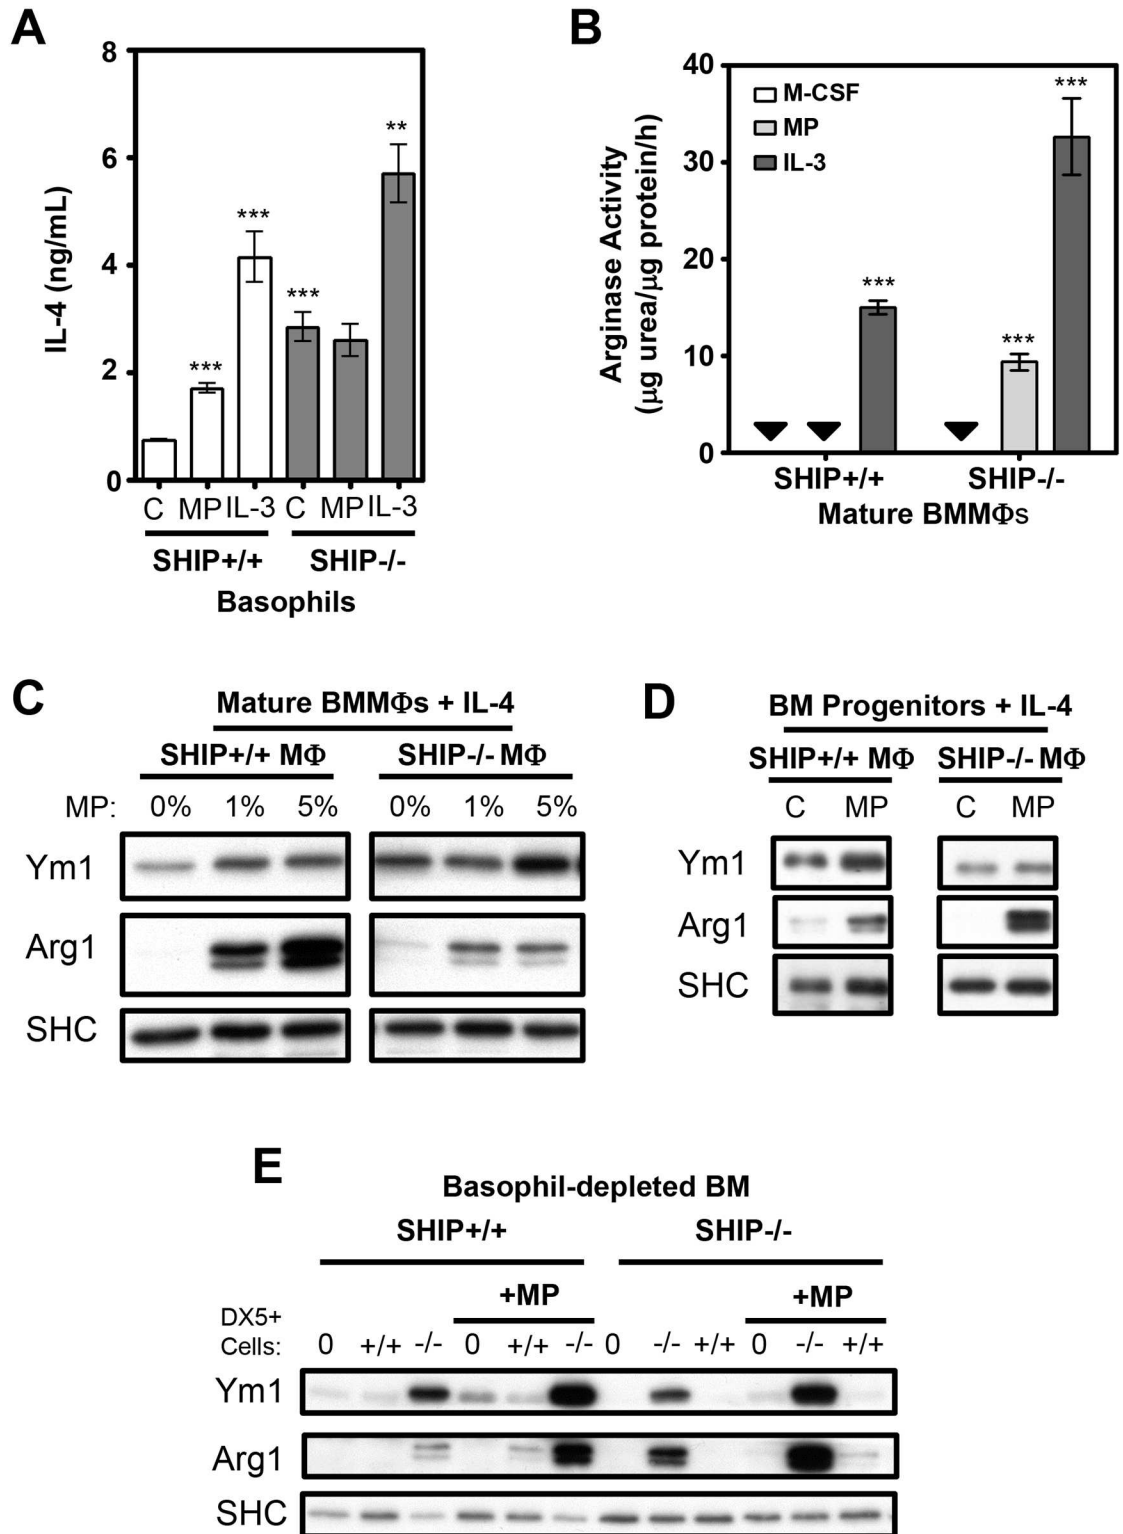 A
IL-4 (ng/mL)
8
6
4
2
0
***
***
***
**
C MP IL-3 C MP IL-3
SHIP+/+ SHIP-/-
Basophils
B
Arginase Activity
(µg urea/µg protein/h)
40
30
20
10
0
M-CSF
MP
IL-3
***
***
***
SHIP+/+ SHIP-/-
Mature BMMΦs
C
Mature BMMΦs + IL-4
SHIP+/+ MΦ SHIP-/- MΦ
MP: 0% 1% 5% 0% 1% 5%
Ym1
Arg1
SHC
D
BM Progenitors + IL-4
SHIP+/+ MΦ SHIP-/- MΦ
C MP C MP
Ym1
Arg1
SHC
E
Basophil-depleted BM
SHIP+/+ SHIP-/-
+MP +MP
DX5+
Cells: 0 +/+ -/- 0 +/+ -/- 0 -/- +/+ 0 -/- +/+
Ym1
Arg1
SHC